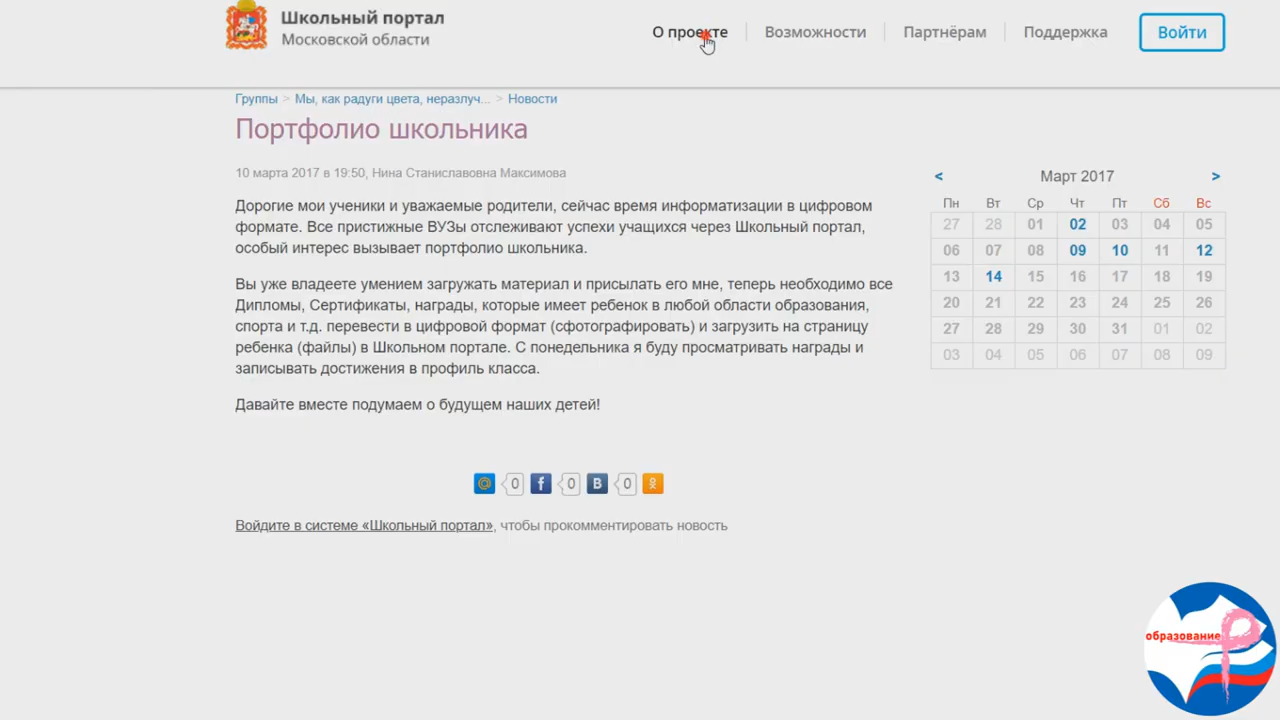 Школьный портал
Московской области
О проекте
Возможности
Партнёрам
Поддержка
Войти
Группы > Мы, как радуги цвета, неразлуч... > Новости
Портфолио школьника
10 марта 2017 в 19:50, Нина Станиславовна Максимова
Дорогие мои ученики и уважаемые родители, сейчас время информатизации в цифровом
формате. Все пристижные ВУЗы отслеживают успехи учащихся через Школьный портал,
особый интерес вызывает портфолио школьника.
Вы уже владеете умением загружать материал и присылать его мне, теперь необходимо все
Дипломы, Сертификаты, награды, которые имеет ребенок в любой области образования,
спорта и т.д. перевести в цифровой формат (сфотографировать) и загрузить на страницу
ребенка (файлы) в Школьном портале. С понедельника я буду просматривать награды и
записывать достижения в профиль класса.
Давайте вместе подумаем о будущем наших детей!
@ 0 f 0 В 0
Войдите в системе «Школьный портал», чтобы прокомментировать новость
< Март 2017 >
Пн Вт Ср Чт Пт Сб Вс
27 28 01 02 03 04 05
06 07 08 09 10 11 12
13 14 15 16 17 18 19
20 21 22 23 24 25 26
27 28 29 30 31 01 02
03 04 05 06 07 08 09
образование Р